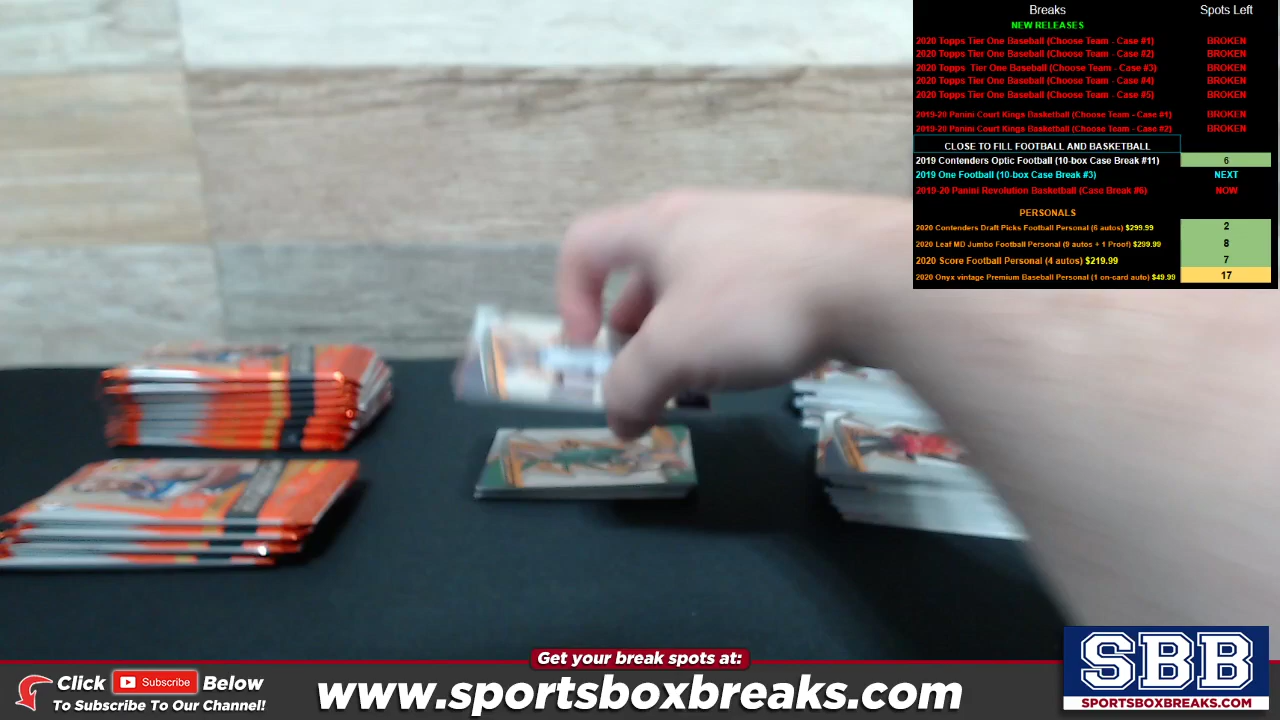 Breaks Spots Left
NEW RELEASES
2020 Topps Tier One Baseball (Choose Team - Case #1) BROKEN
2020 Topps Tier One Baseball (Choose Team - Case #2) BROKEN
2020 Topps Tier One Baseball (Choose Team - Case #3) BROKEN
2020 Topps Tier One Baseball (Choose Team - Case #4) BROKEN
2020 Topps Tier One Baseball (Choose Team - Case #5) BROKEN
2019-20 Panini Court Kings Basketball (Choose Team - Case #1) BROKEN
2019-20 Panini Court Kings Basketball (Choose Team - Case #2) BROKEN
CLOSE TO FILL FOOTBALL AND BASKETBALL
2019 Contenders Optic Football (10-box Case Break #11) 6
2019 One Football (10-box Case Break #3) NEXT
2019-20 Panini Revolution Basketball (Case Break #6) NOW
PERSONALS
2020 Contenders Draft Picks Football Personal (6 autos) $299.99 2
2020 Leaf MD Jumbo Football Personal (9 autos + 1 Proof) $299.99 8
2020 Score Football Personal (4 autos) $219.99 7
2020 Onyx vintage Premium Baseball Personal (1 on-card auto) $49.99 17
Get your break spots at:
Click Subscribe Below
To Subscribe To Our Channel!
www.sportsboxbreaks.com
SBB
SPORTSBOXBREAKS.COM